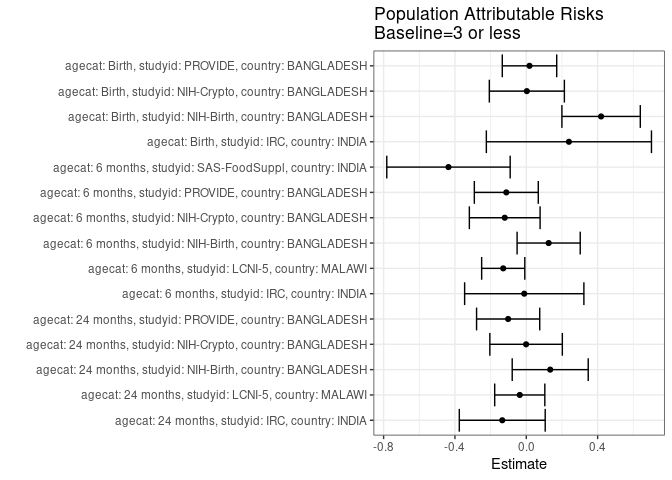 Population Attributable Risks
Baseline=3 or less
agecat: Birth, studyid: PROVIDE, country: BANGLADESH
agecat: Birth, studyid: NIH-Crypto, country: BANGLADESH
agecat: Birth, studyid: NIH-Birth, country: BANGLADESH
agecat: Birth, studyid: IRC, country: INDIA
agecat: 6 months, studyid: SAS-FoodSuppl, country: INDIA
agecat: 6 months, studyid: PROVIDE, country: BANGLADESH
agecat: 6 months, studyid: NIH-Crypto, country: BANGLADESH
agecat: 6 months, studyid: NIH-Birth, country: BANGLADESH
agecat: 6 months, studyid: LCNI-5, country: MALAWI
agecat: 6 months, studyid: IRC, country: INDIA
agecat: 24 months, studyid: PROVIDE, country: BANGLADESH
agecat: 24 months, studyid: NIH-Crypto, country: BANGLADESH
agecat: 24 months, studyid: NIH-Birth, country: BANGLADESH
agecat: 24 months, studyid: LCNI-5, country: MALAWI
agecat: 24 months, studyid: IRC, country: INDIA
-0.8 -0.4 0.0 0.4
Estimate